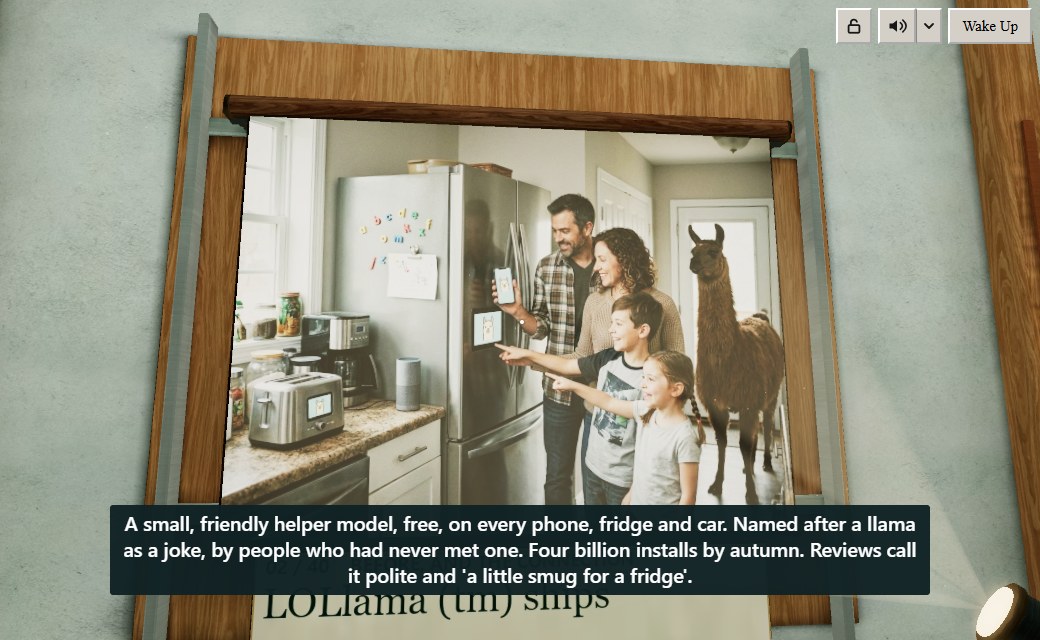 Wake Up
a b c d e f
A small, friendly helper model, free, on every phone, fridge and car. Named after a llama
as a joke, by people who had never met one. Four billion installs by autumn. Reviews call
it polite and 'a little smug for a fridge'.
LOLlama (tm) ships